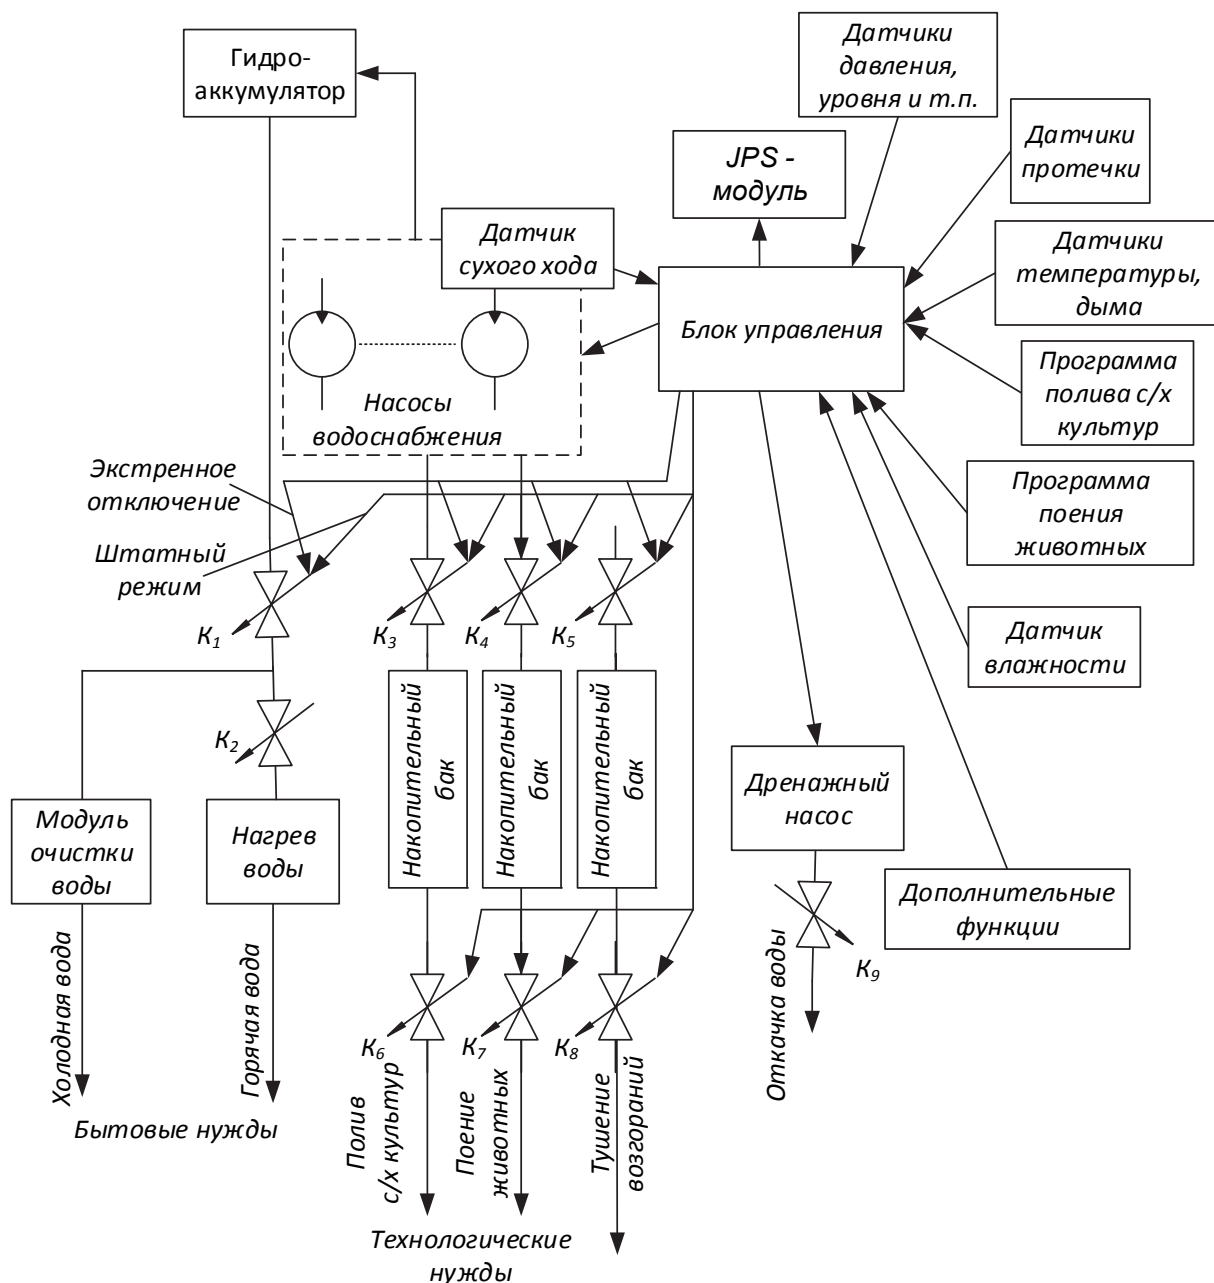 Гидро-
аккумулятор
Датчики
давления,
уровня и т.п.
JPS -
модуль
Датчики
протечки
Датчик
сухого хода
Датчики
температуры,
дыма
Блок управления
Насосы
водоснабжения
Программа
полива с/х
культур
Экстренное
отключение
Программа
поения
животных
Штатный
режим
K1
K3
K4
K5
Датчик
влажности
K2
Накопительный
бак
Накопительный
бак
Накопительный
бак
Дренажный
насос
Модуль
очистки
воды
Нагрев
воды
Дополнительные
функции
Холодная вода
Горячая вода
K6
K7
K8
K9
Откачка воды
Бытовые нужды
Полив
с/х культур
Поение
животных
Тушение
возгораний
Технологические
нужды